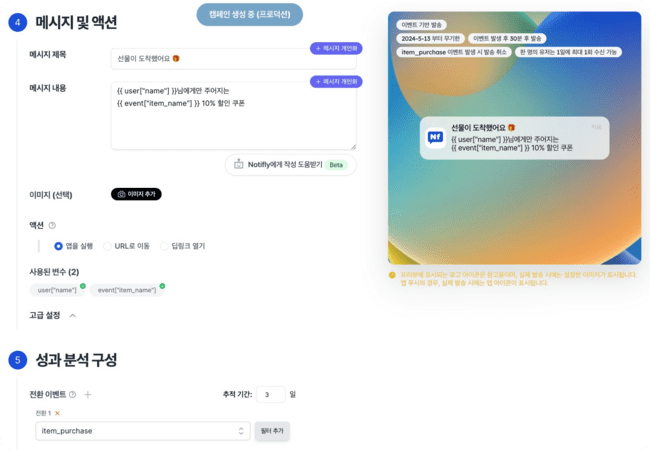 4 메시지 및 액션
캠페인 생성 중 (프로덕션)
메시지 제목
+ 메시지 개인화
선물이 도착했어요 🎁
메시지 내용
+ 메시지 개인화
{{ user["name"] }}님에게만 주어지는
{{ event["item_name"] }} 10% 할인 쿠폰
Notifly에게 작성 도움받기 Beta
이미지 (선택)
이미지 추가
액션
앱을 실행 URL로 이동 딥링크 열기
사용된 변수 (2)
user["name"] event["item_name"]
고급 설정
이벤트 기반 발송
2024-5-13 부터 무기한 이벤트 발생 후 30분 후 발송
item_purchase 이벤트 발생 시 발송 취소 한 명의 유저는 1일에 최대 1회 수신 가능
Nf
선물이 도착했어요 🎁 지금
{{ user["name"] }}님에게만 주어지는
{{ event["item_name"] }} 10% 할인 쿠폰
표시되는 로고 아이콘은 참고용이며, 실제 발송 시에는 설정한 이미지가 표시됩니다.
앱 푸시의 경우, 실제 발송 시에는 앱 아이콘이 표시됩니다.
5 성과 분석 구성
전환 이벤트 +
추적 기간: 3 일
전환 1 ×
item_purchase
필터 추가